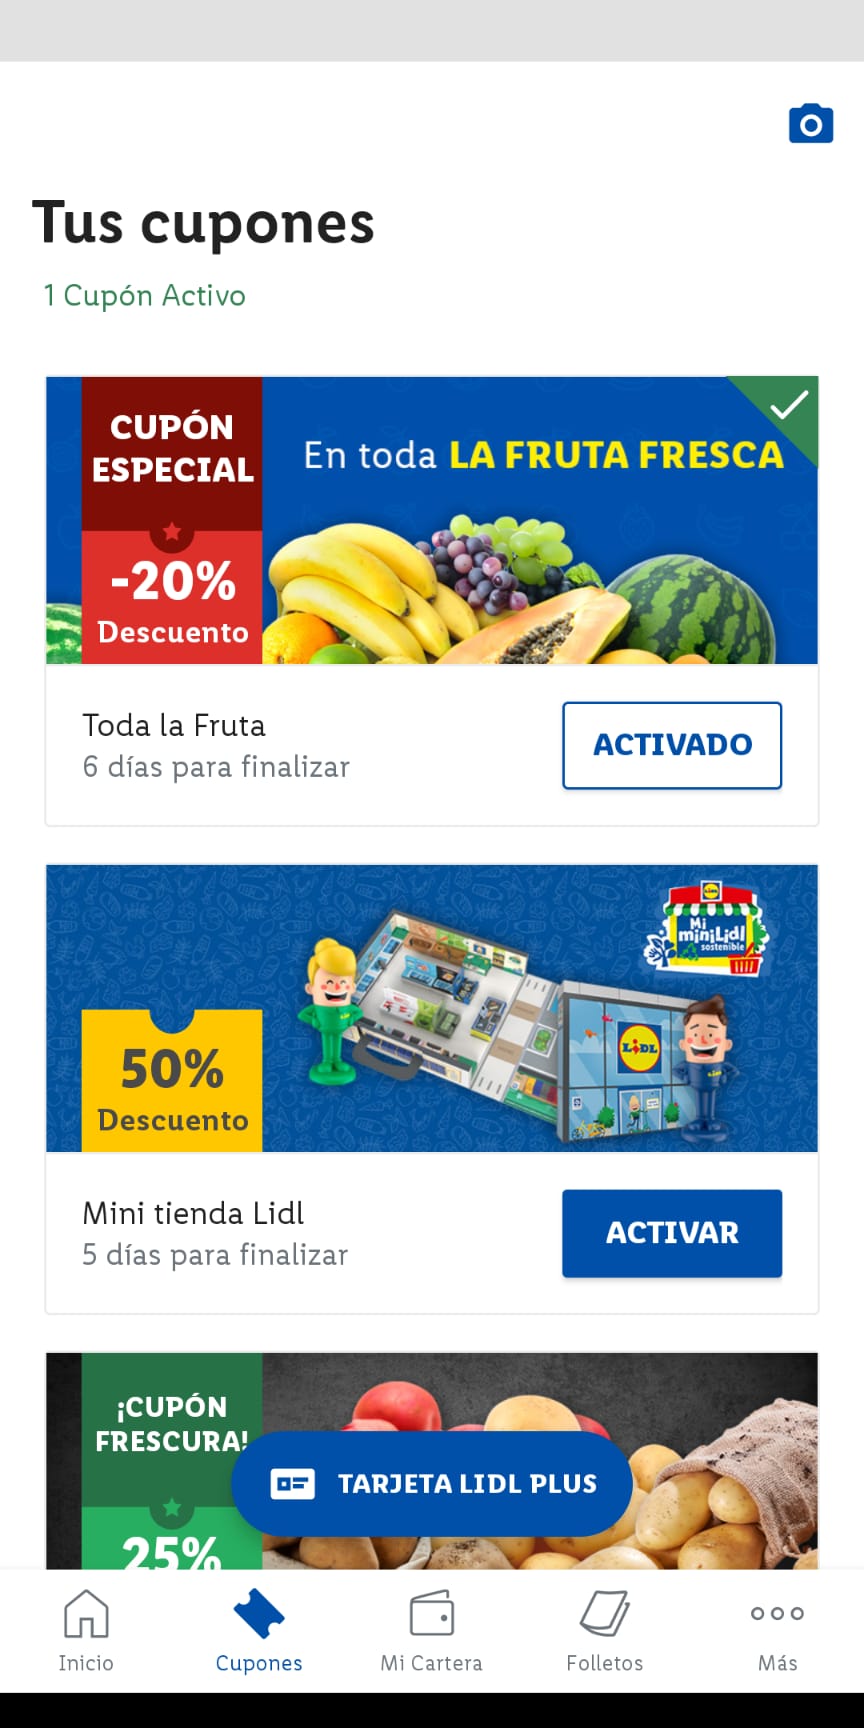 Tus cupones
1 Cupón Activo
CUPÓN
ESPECIAL
-20%
Descuento
En toda LA FRUTA FRESCA
Toda la Fruta
6 días para finalizar
ACTIVADO
Mi
miniLidl
sostenible
LIDL
50%
Descuento
Mini tienda Lidl
5 días para finalizar
ACTIVAR
¡CUPÓN
FRESCURA!
25%
TARJETA LIDL PLUS
Inicio
Cupones
Mi Cartera
Folletos
Más